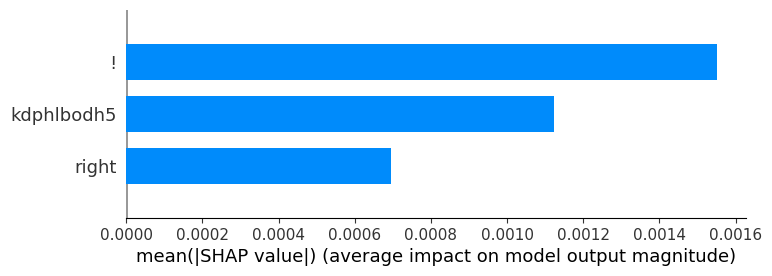 !
kdphlbodh5
right
0.0000 0.0002 0.0004 0.0006 0.0008 0.0010 0.0012 0.0014 0.0016
mean(|SHAP value|) (average impact on model output magnitude)